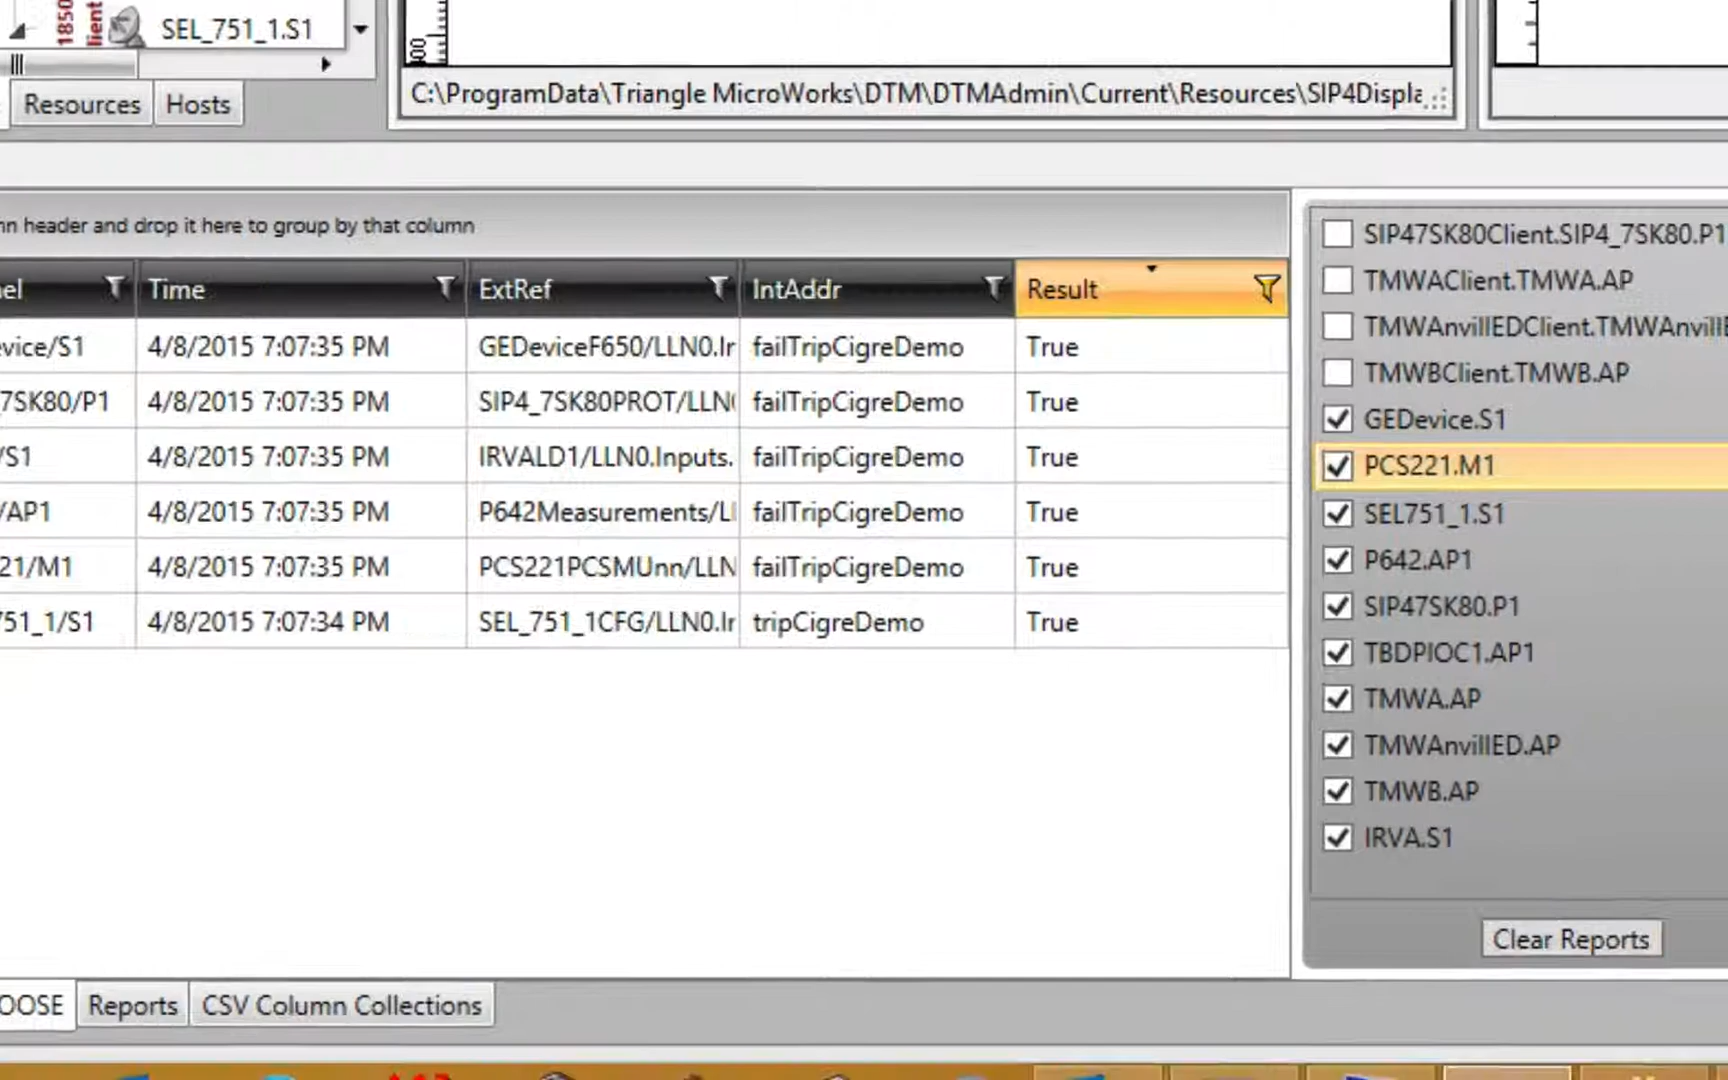 1850
lient
SEL_751_1.S1
Resources
Hosts
00
C:\ProgramData\Triangle MicroWorks\DTM\DTMAdmin\Current\Resources\SIP4Displa
n header and drop it here to group by that column
el Time ExtRef IntAddr Result
vice/S1 4/8/2015 7:07:35 PM GEDeviceF650/LLN0.Ir failTripCigreDemo True
7SK80/P1 4/8/2015 7:07:35 PM SIP4_7SK80PROT/LLN failTripCigreDemo True
/S1 4/8/2015 7:07:35 PM IRVALD1/LLN0.Inputs. failTripCigreDemo True
/AP1 4/8/2015 7:07:35 PM P642Measurements/L failTripCigreDemo True
21/M1 4/8/2015 7:07:35 PM PCS221PCSMUnn/LLN failTripCigreDemo True
751_1/S1 4/8/2015 7:07:34 PM SEL_751_1CFG/LLN0.Ir tripCigreDemo True
SIP47SK80Client.SIP4_7SK80.P1
TMWAClient.TMWA.AP
TMWAnvilIEDClient.TMWAnvilIE
TMWBClient.TMWB.AP
GEDevice.S1
PCS221.M1
SEL751_1.S1
P642.AP1
SIP47SK80.P1
TBDPIOC1.AP1
TMWA.AP
TMWAnvilIED.AP
TMWB.AP
IRVA.S1
Clear Reports
OOSE
Reports
CSV Column Collections